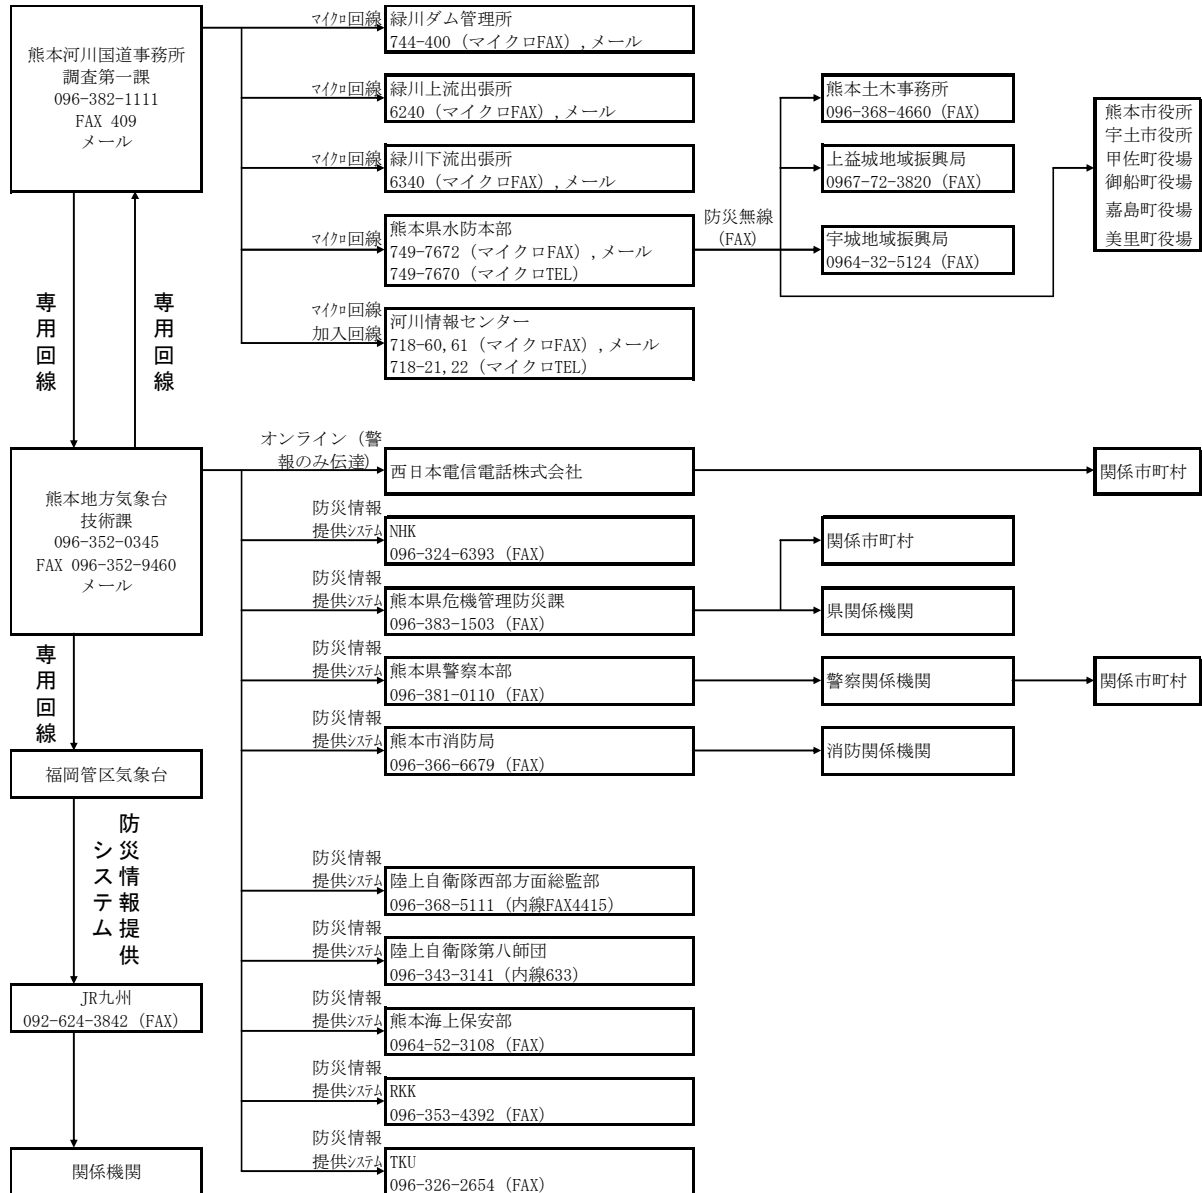 熊本河川国道事務所
調査第一課
096-382-1111
FAX 409
メール
マイクロ回線
緑川ダム管理所
744-400（マイクロFAX）,メール
マイクロ回線
緑川上流出張所
6240（マイクロFAX）,メール
マイクロ回線
緑川下流出張所
6340（マイクロFAX）,メール
マイクロ回線
熊本県水防本部
749-7672（マイクロFAX）,メール
749-7670（マイクロTEL）
マイクロ回線
加入回線
河川情報センター
718-60,61（マイクロFAX）,メール
718-21,22（マイクロTEL）
防災無線
(FAX)
熊本土木事務所
096-368-4660（FAX）
上益城地域振興局
0967-72-3820（FAX）
宇城地域振興局
0964-32-5124（FAX）
熊本市役所
宇土市役所
甲佐町役場
御船町役場
嘉島町役場
美里町役場
専用回線
専用回線
熊本地方気象台
技術課
096-352-0345
FAX 096-352-9460
メール
オンライン（警
報のみ伝達）
西日本電信電話株式会社
関係市町村
防災情報
提供システム
NHK
096-324-6393（FAX）
関係市町村
防災情報
提供システム
熊本県危機管理防災課
096-383-1503（FAX）
県関係機関
防災情報
提供システム
熊本県警察本部
096-381-0110（FAX）
警察関係機関
関係市町村
防災情報
提供システム
熊本市消防局
096-366-6679（FAX）
消防関係機関
専用回線
福岡管区気象台
防災情報提供
システム
JR九州
092-624-3842（FAX）
関係機関
防災情報
提供システム
陸上自衛隊西部方面総監部
096-368-5111（内線FAX4415）
防災情報
提供システム
陸上自衛隊第八師団
096-343-3141（内線633）
防災情報
提供システム
熊本海上保安部
0964-52-3108（FAX）
防災情報
提供システム
RKK
096-353-4392（FAX）
防災情報
提供システム
TKU
096-326-2654（FAX）